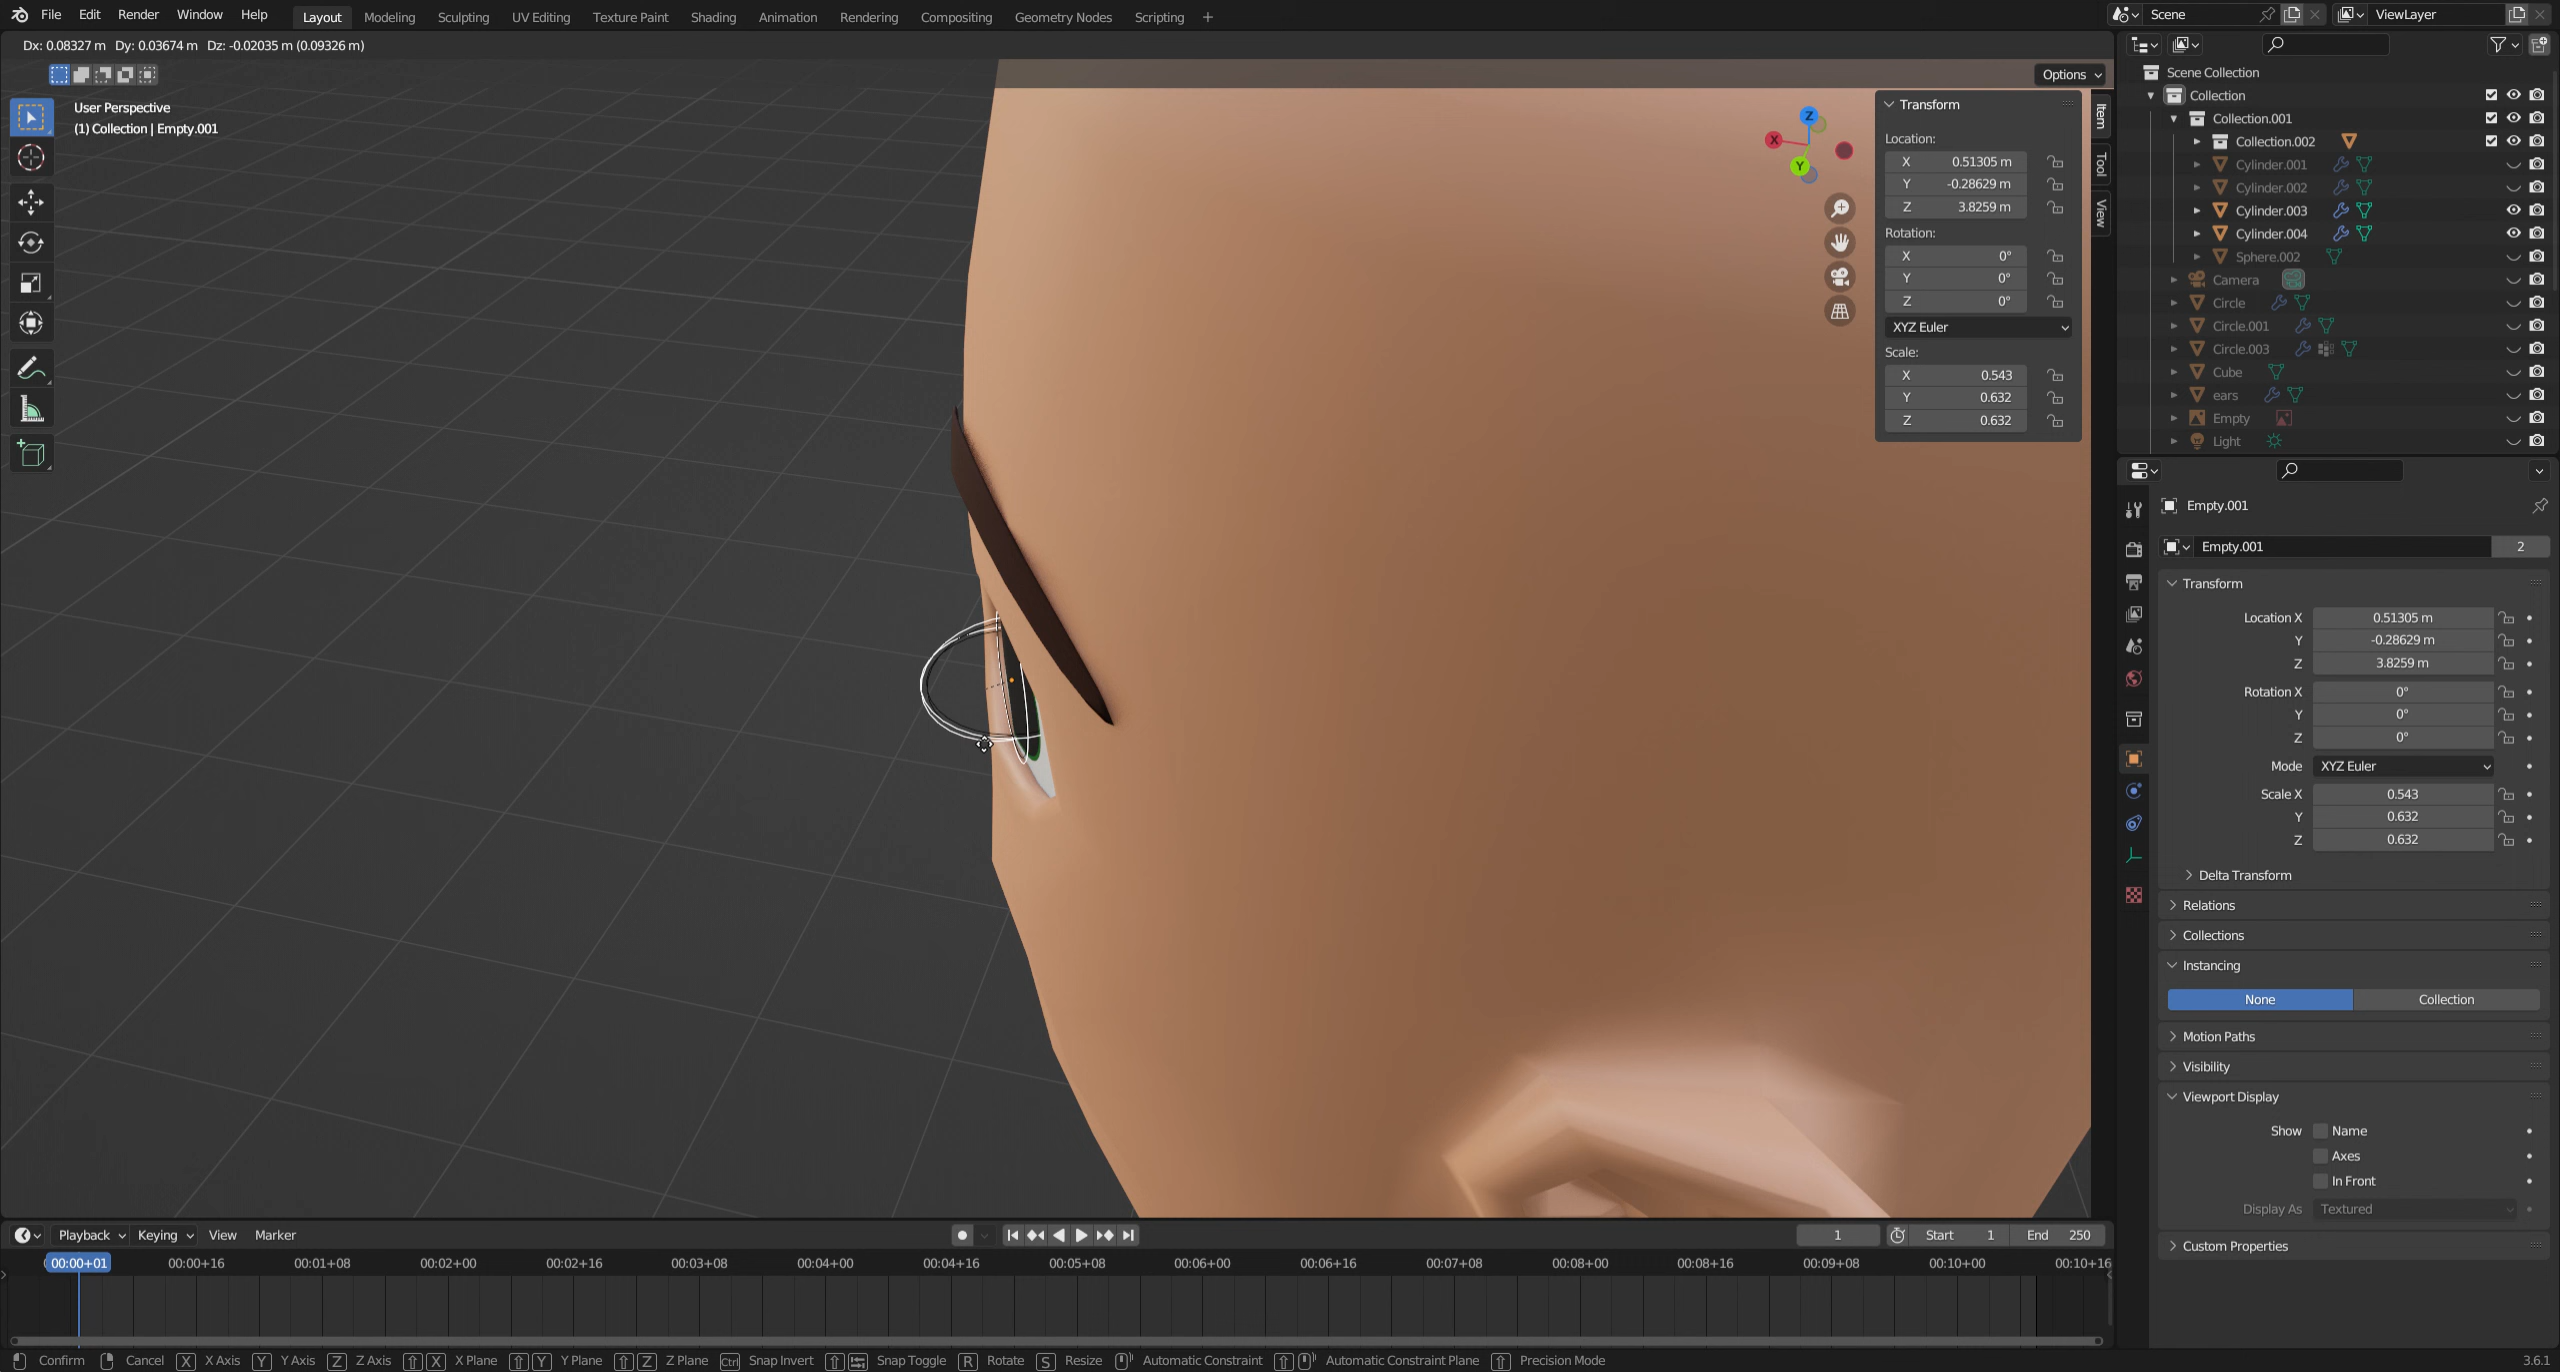 File Edit Render Window Help Layout Modeling Sculpting UV Editing Texture Paint Shading Animation Rendering Compositing Geometry Nodes Scripting + Scene ViewLayer
Dx: 0.08327 m Dy: 0.03674 m Dz: -0.02035 m (0.09326 m)
Options
User Perspective
(1) Collection | Empty.001
Z
X
Y
Transform
Location:
X 0.51305 m
Y -0.28629 m
Z 3.8259 m
Rotation:
X 0°
Y 0°
Z 0°
XYZ Euler
Scale:
X 0.543
Y 0.632
Z 0.632
Item
Tool
View
Scene Collection
Collection
Collection.001
Collection.002
Cylinder.001
Cylinder.002
Cylinder.003
Cylinder.004
Sphere.002
Camera
Circle
Circle.001
Circle.003
Cube
ears
Empty
Light
Empty.001
Empty.001 2
Transform
Location X 0.51305 m
Y -0.28629 m
Z 3.8259 m
Rotation X 0°
Y 0°
Z 0°
Mode XYZ Euler
Scale X 0.543
Y 0.632
Z 0.632
Delta Transform
Relations
Collections
Instancing
None Collection
Motion Paths
Visibility
Viewport Display
Show Name
Axes
In Front
Display As Textured
Custom Properties
Playback Keying View Marker 1 Start 1 End 250
00:00+01 00:00+16 00:01+08 00:02+00 00:02+16 00:03+08 00:04+00 00:04+16 00:05+08 00:06+00 00:06+16 00:07+08 00:08+00 00:08+16 00:09+08 00:10+00 00:10+16
Confirm Cancel X X Axis Y Y Axis Z Z Axis X X Plane Y Y Plane Z Z Plane Ctrl Snap Invert Snap Toggle R Rotate S Resize Automatic Constraint Automatic Constraint Plane Precision Mode 3.6.1